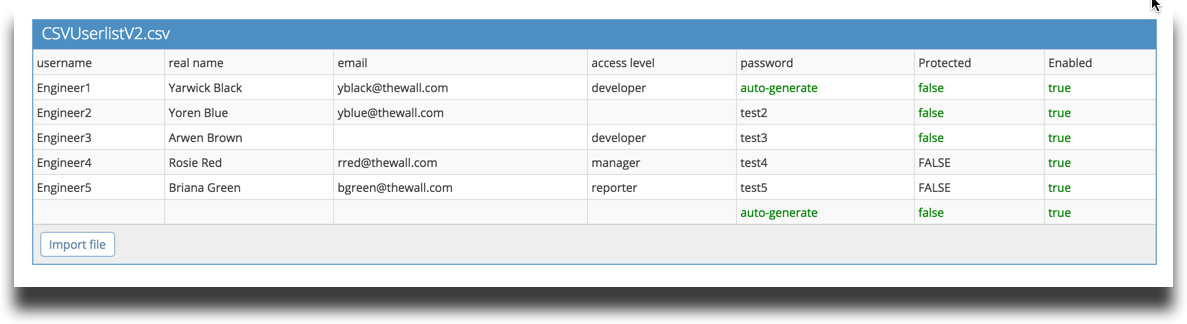 CSVUserlistV2.csv
username real name email access level password Protected Enabled
Engineer1 Yarwick Black yblack@thewall.com developer auto-generate false true
Engineer2 Yoren Blue yblue@thewall.com test2 false true
Engineer3 Arwen Brown developer test3 false true
Engineer4 Rosie Red rred@thewall.com manager test4 FALSE true
Engineer5 Briana Green bgreen@thewall.com reporter test5 FALSE true
auto-generate false true
Import file